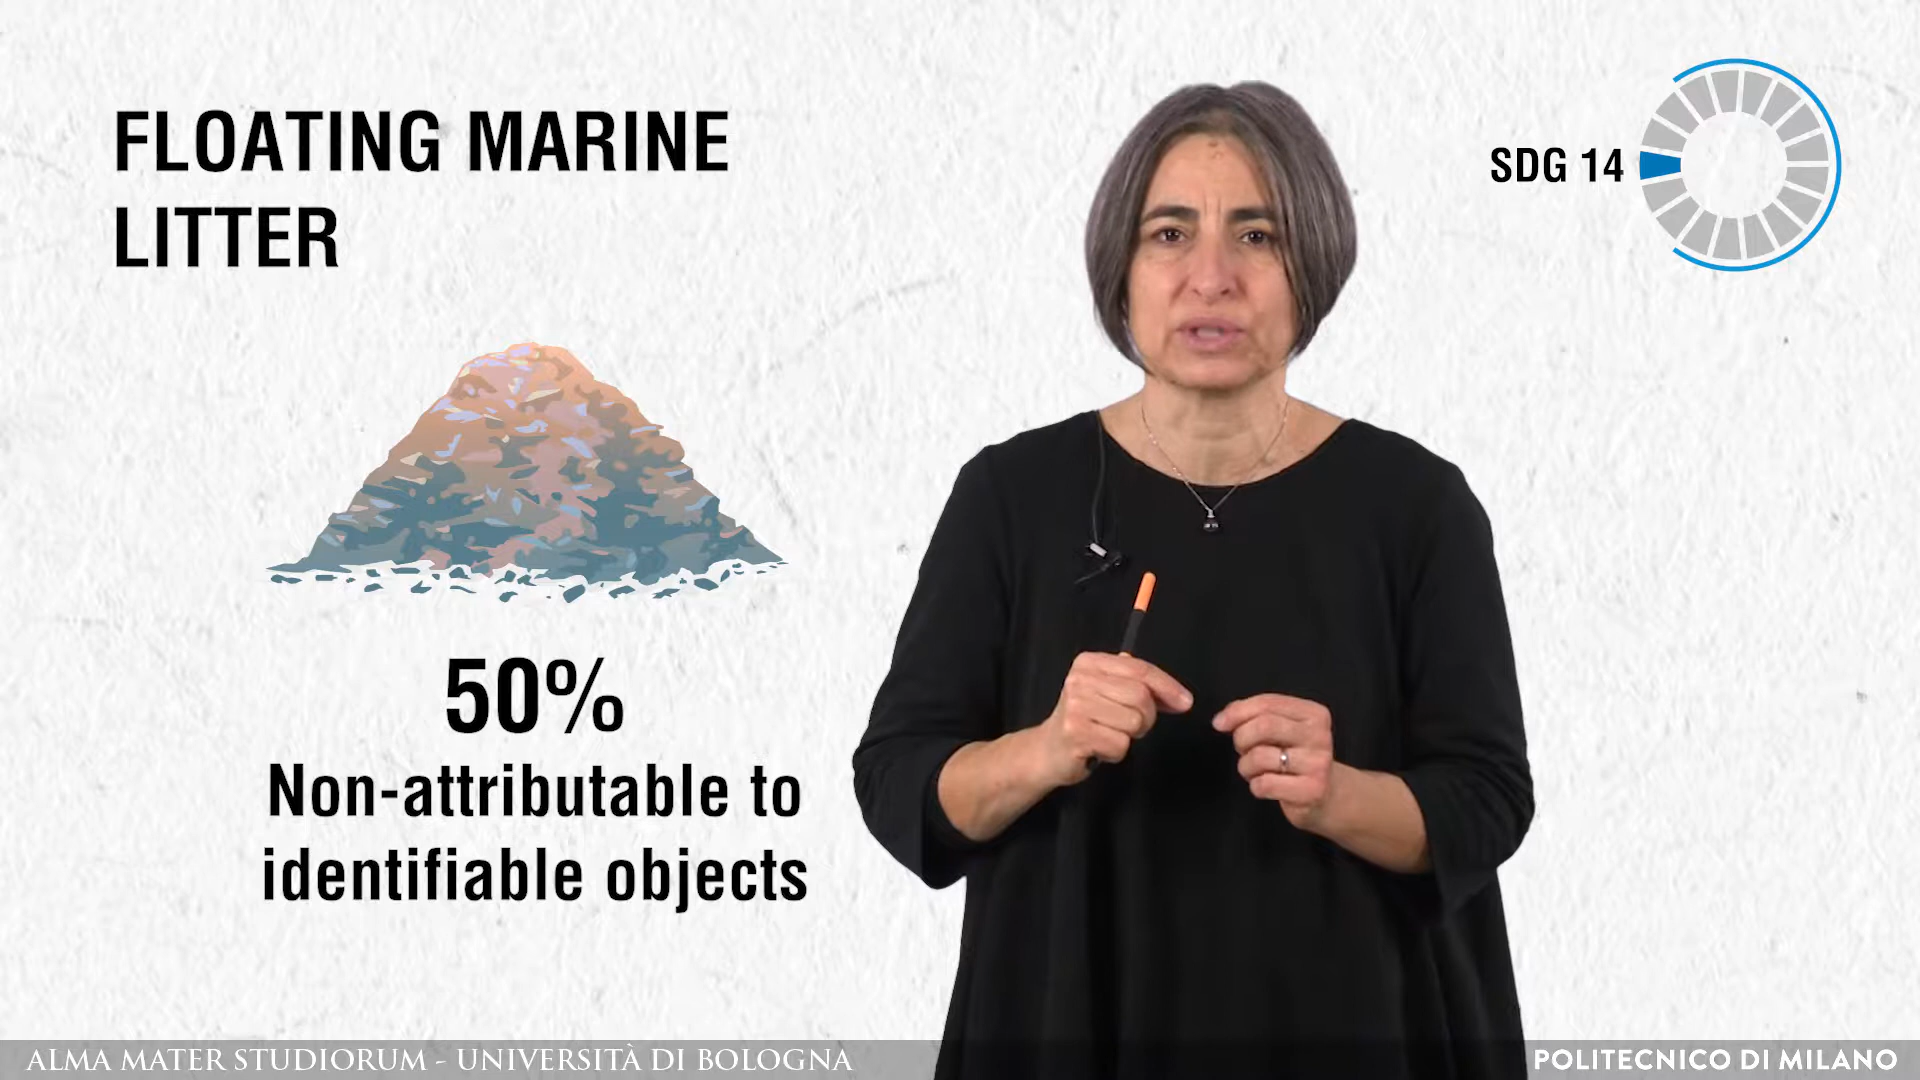 FLOATING MARINE
LITTER
SDG 14
50%
Non-attributable to
identifiable objects
ALMA MATER STUDIORUM - UNIVERSITÀ DI BOLOGNA
POLITECNICO DI MILANO